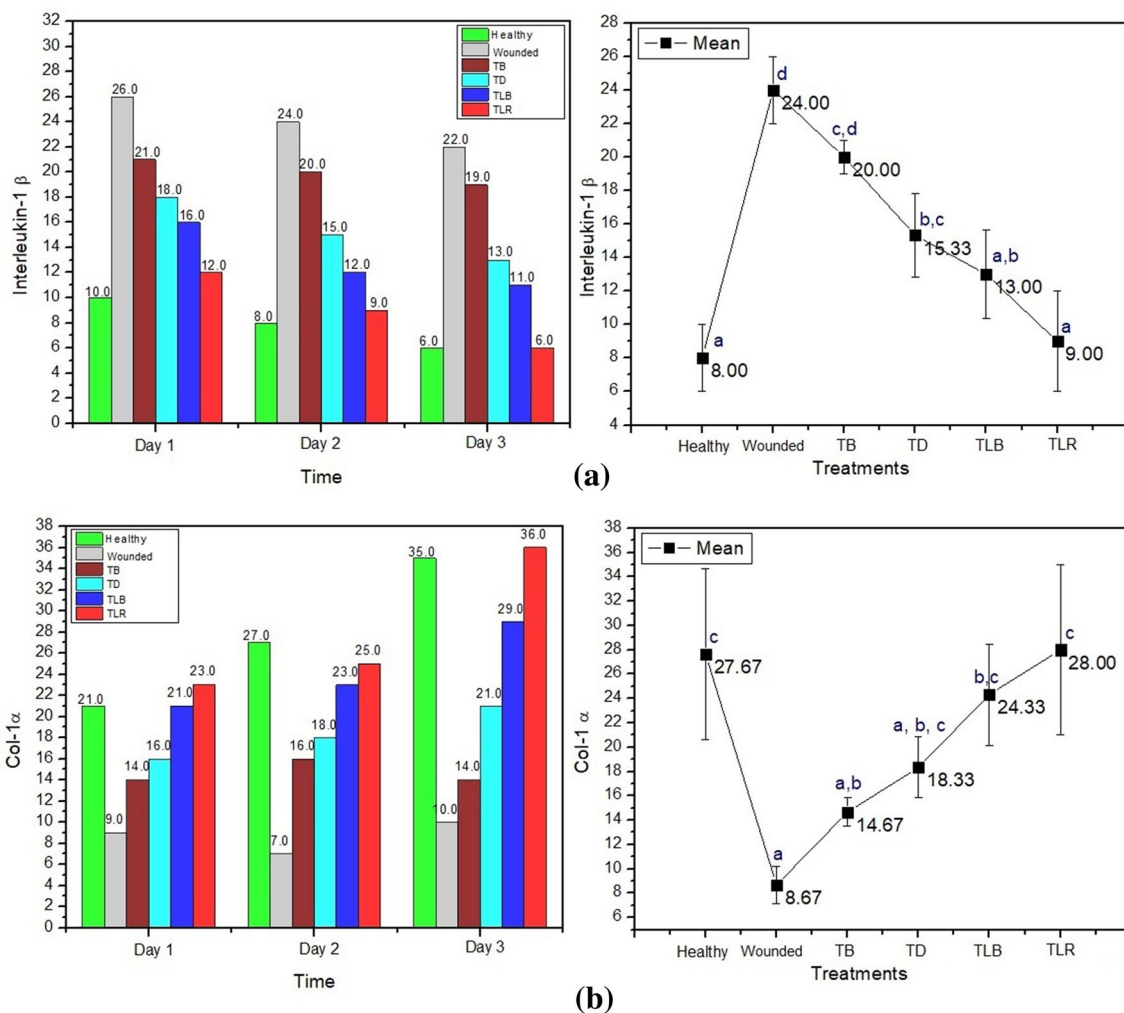 32
30
28
26
24
22
20
18
16
14
12
10
8
6
4
2
0
Interleukin-1 β
Healthy
Wounded
TB
TD
TLB
TLR
10.0
26.0
21.0
18.0
16.0
12.0
8.0
24.0
20.0
15.0
12.0
9.0
6.0
22.0
19.0
13.0
11.0
6.0
Day 1 Day 2 Day 3
Time
28
26
24
22
20
18
16
14
12
10
8
6
4
Interleukin-1 β
Mean
a
8.00
d
24.00
c,d
20.00
b,c
15.33
a,b
13.00
a
9.00
Healthy Wounded TB TD TLB TLR
Treatments
(a)
38
36
34
32
30
28
26
24
22
20
18
16
14
12
10
8
6
4
2
0
Col-1α
Healthy
Wounded
TB
TD
TLB
TLR
21.0
9.0
14.0
16.0
21.0
23.0
27.0
7.0
16.0
18.0
23.0
25.0
35.0
10.0
14.0
21.0
29.0
36.0
Day 1 Day 2 Day 3
Time
38
36
34
32
30
28
26
24
22
20
18
16
14
12
10
8
6
Col-1 α
Mean
c
27.67
a
8.67
a,b
14.67
a, b, c
18.33
b,c
24.33
c
28.00
Healthy Wounded TB TD TLB TLR
Treatments
(b)